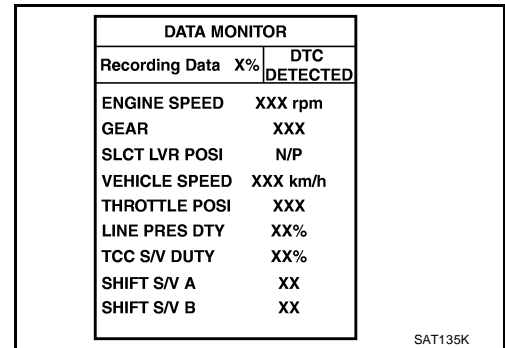 DATA MONITOR
Recording Data X% DTC DETECTED
ENGINE SPEED XXX rpm
GEAR XXX
SLCT LVR POSI N/P
VEHICLE SPEED XXX km/h
THROTTLE POSI XXX
LINE PRES DTY XX%
TCC S/V DUTY XX%
SHIFT S/V A XX
SHIFT S/V B XX
SAT135K